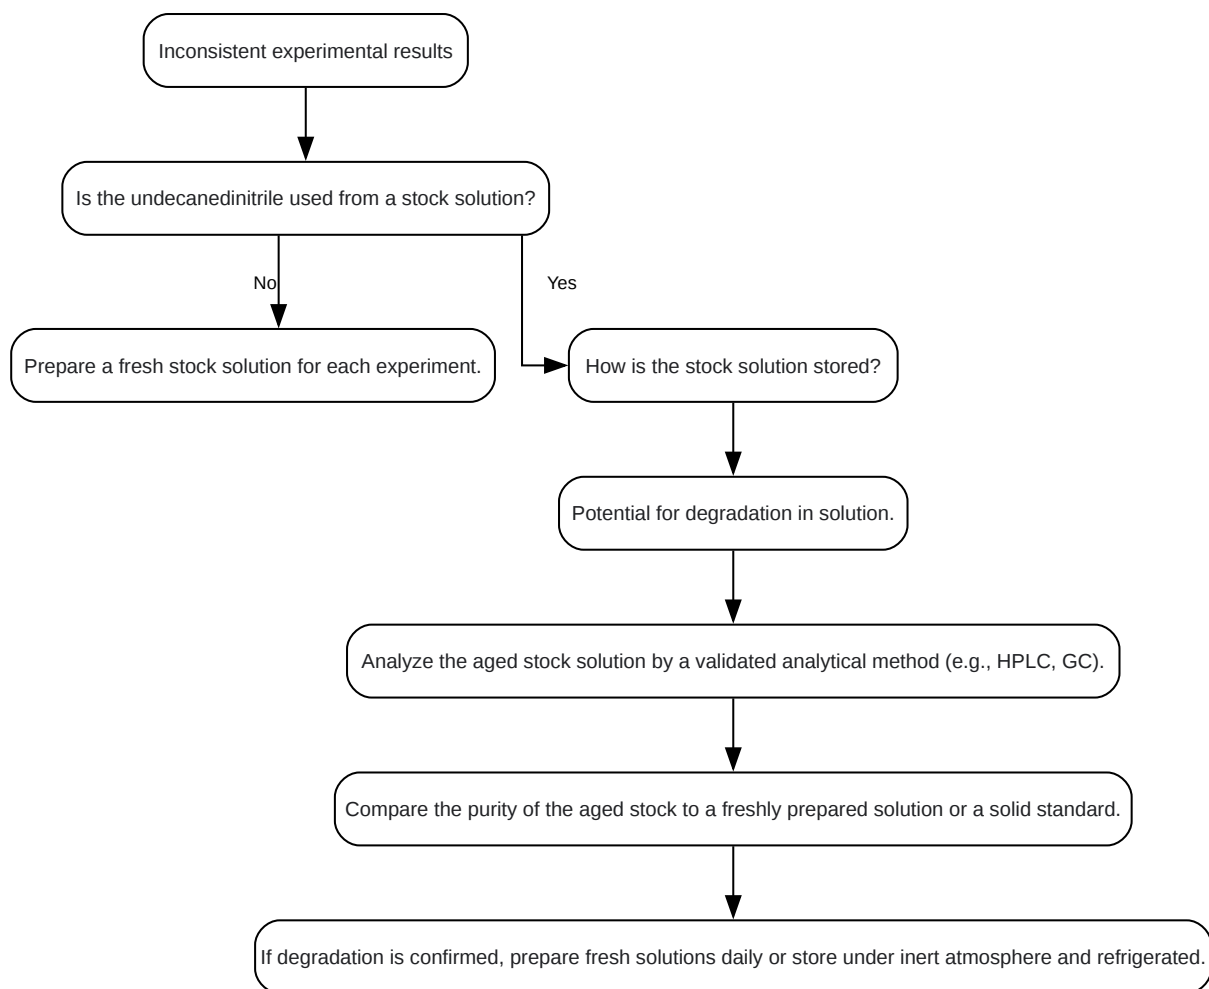 Inconsistent experimental results
Is the undecanedinitrile used from a stock solution?
No
Yes
Prepare a fresh stock solution for each experiment.
How is the stock solution stored?
Potential for degradation in solution.
Analyze the aged stock solution by a validated analytical method (e.g., HPLC, GC).
Compare the purity of the aged stock to a freshly prepared solution or a solid standard.
If degradation is confirmed, prepare fresh solutions daily or store under inert atmosphere and refrigerated.